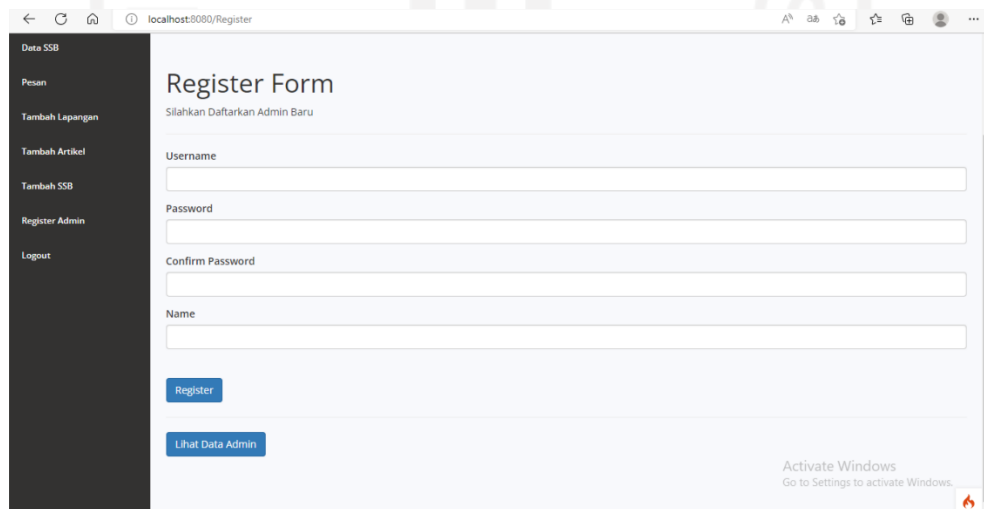 localhost:8080/Register
Data SSB
Pesan
Tambah Lapangan
Tambah Artikel
Tambah SSB
Register Admin
Logout
Register Form
Silahkan Daftarkan Admin Baru
Username
Password
Confirm Password
Name
Register
Lihat Data Admin
Activate Windows
Go to Settings to activate Windows.